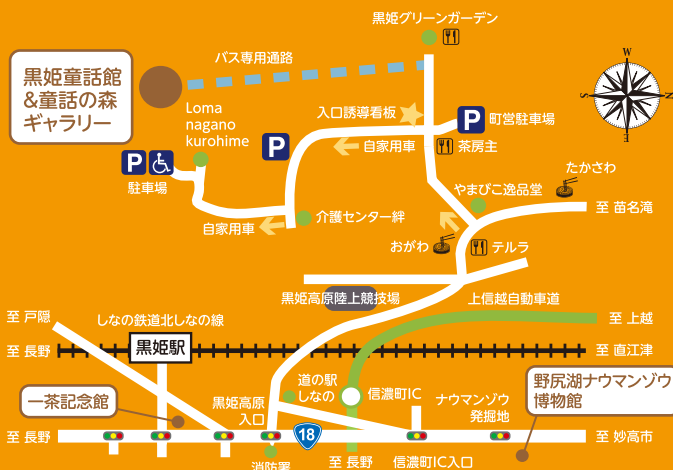 黒姫グリーンガーデン
バス専用通路
黒姫童話館
&童話の森
ギャラリー
Loma
nagano
kurohime
入口誘導看板
P
町営駐車場
P
自家用車
茶房主
P
駐車場
たかさわ
やまびこ逸品堂
自家用車
介護センター絆
至 苗名滝
おがわ
テルラ
W
S
N
E
黒姫高原陸上競技場
上信越自動車道
至 戸隠
しなの鉄道北しなの線
至 上越
至 長野
黒姫駅
至 直江津
道の駅
しなの
信濃町IC
一茶記念館
黒姫高原
入口
ナウマンゾウ
発掘地
野尻湖ナウマンゾウ
博物館
至 長野
18
至 妙高市
消防署
至 長野
信濃町IC入口